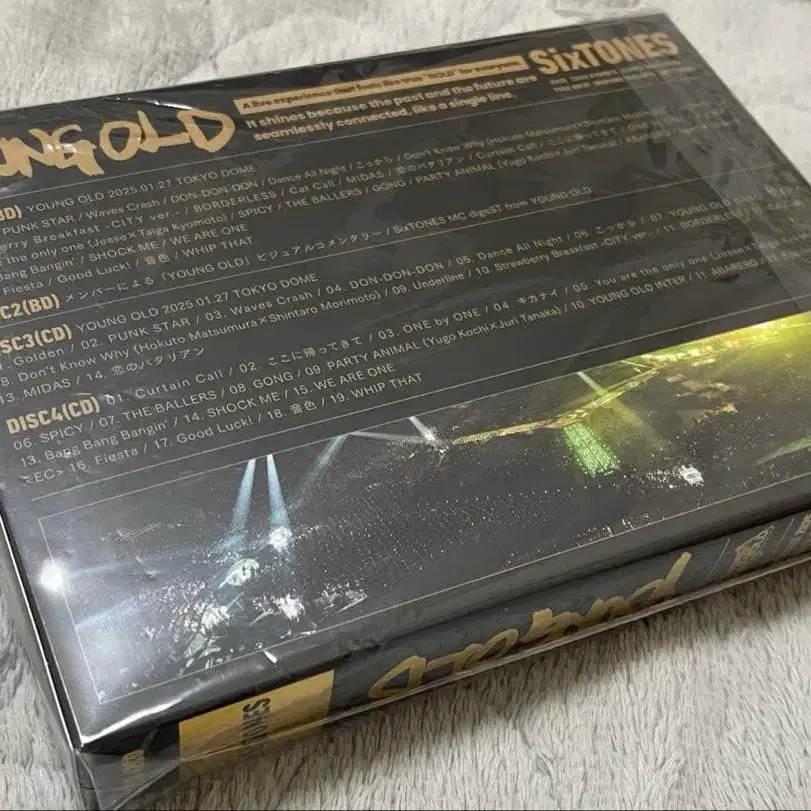 SixTONES
UNG OLD
A live experience that feels like the "GOLD" for everyone.
It shines because the past and the future are
seamlessly connected, like a single line.
BD) YOUNG OLD 2025.01.27 TOKYO DOME
PUNK STAR / Waves Crash / DON-DON-DON / Dance All Night / こっから / Don't Know Why (Hokuto Matsumura×Shintaro Morimoto)
erry Breakfast -CITY ver.- / BORDERLESS / Cat Call / MIDAS / 恋のバタリアン / Curtain Call / ここに帰ってきて /
the only one (Jesse×Taiga Kyomoto) / SPICY / THE BALLERS / GONG / PARTY ANIMAL (Yugo Kochi×Juri Tanaka) /
Bang Bangin' / SHOCK ME / WE ARE ONE
Fiesta / Good Luck! / 音色 / WHIP THAT
C2(BD) メンバーによる「YOUNG OLD」ビジュアルコメンタリー / SixTONES MC digeST from YOUNG OLD
SC3(CD) YOUNG OLD 2025.01.27 TOKYO DOME
Golden / 02. PUNK STAR / 03. Waves Crash / 04. DON-DON-DON / 05. Dance All Night / 06. こっから / 07.
8. Don't Know Why (Hokuto Matsumura×Shintaro Morimoto) / 09. Underline / 10. Strawberry Breakfast -CITY ver.- / 11. BORDERL
13. MIDAS / 14. 恋のバタリアン
DISC4(CD) 01. Curtain Call / 02. ここに帰ってきて / 03. ONE by ONE / 04. キカナイ / 05. You are the only one (Jesse
06. SPICY / 07. THE BALLERS / 08. GONG / 09. PARTY ANIMAL (Yugo Kochi×Juri Tanaka) / 10. YOUNG OLD INTER / 11. ABARERO
13. Bang Bang Bangin' / 14. SHOCK ME / 15. WE ARE ONE
<EC> 16. Fiesta / 17. Good Luck! / 18. 音色 / 19. WHIP THAT
TONES